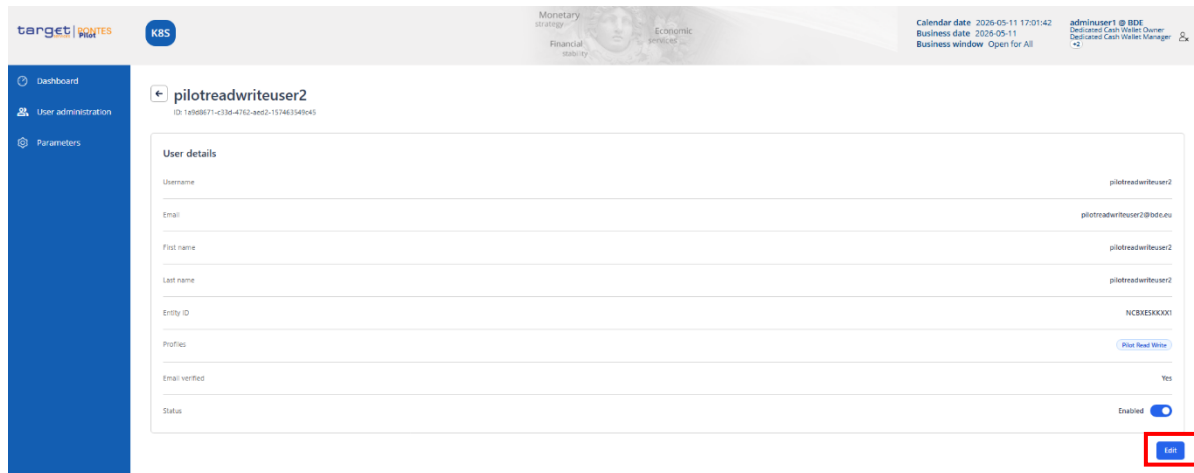 target | PONTES
Pilot
K8S
Monetary
strategy
Economic
services
Financial
stability
Calendar date 2026-05-11 17:01:42
Business date 2026-05-11
Business window Open for All
adminuser1 @ BDE
Dedicated Cash Wallet Owner
Dedicated Cash Wallet Manager
+2
Dashboard
User administration
Parameters
pilotreadwriteuser2
ID: 1a9d8671-c33d-4762-aed2-157463549c45
User details
Username pilotreadwriteuser2
Email pilotreadwriteuser2@bde.eu
First name pilotreadwriteuser2
Last name pilotreadwriteuser2
Entity ID NCBXESKKXX1
Profiles Pilot Read Write
Email verified Yes
Status Enabled
Edit